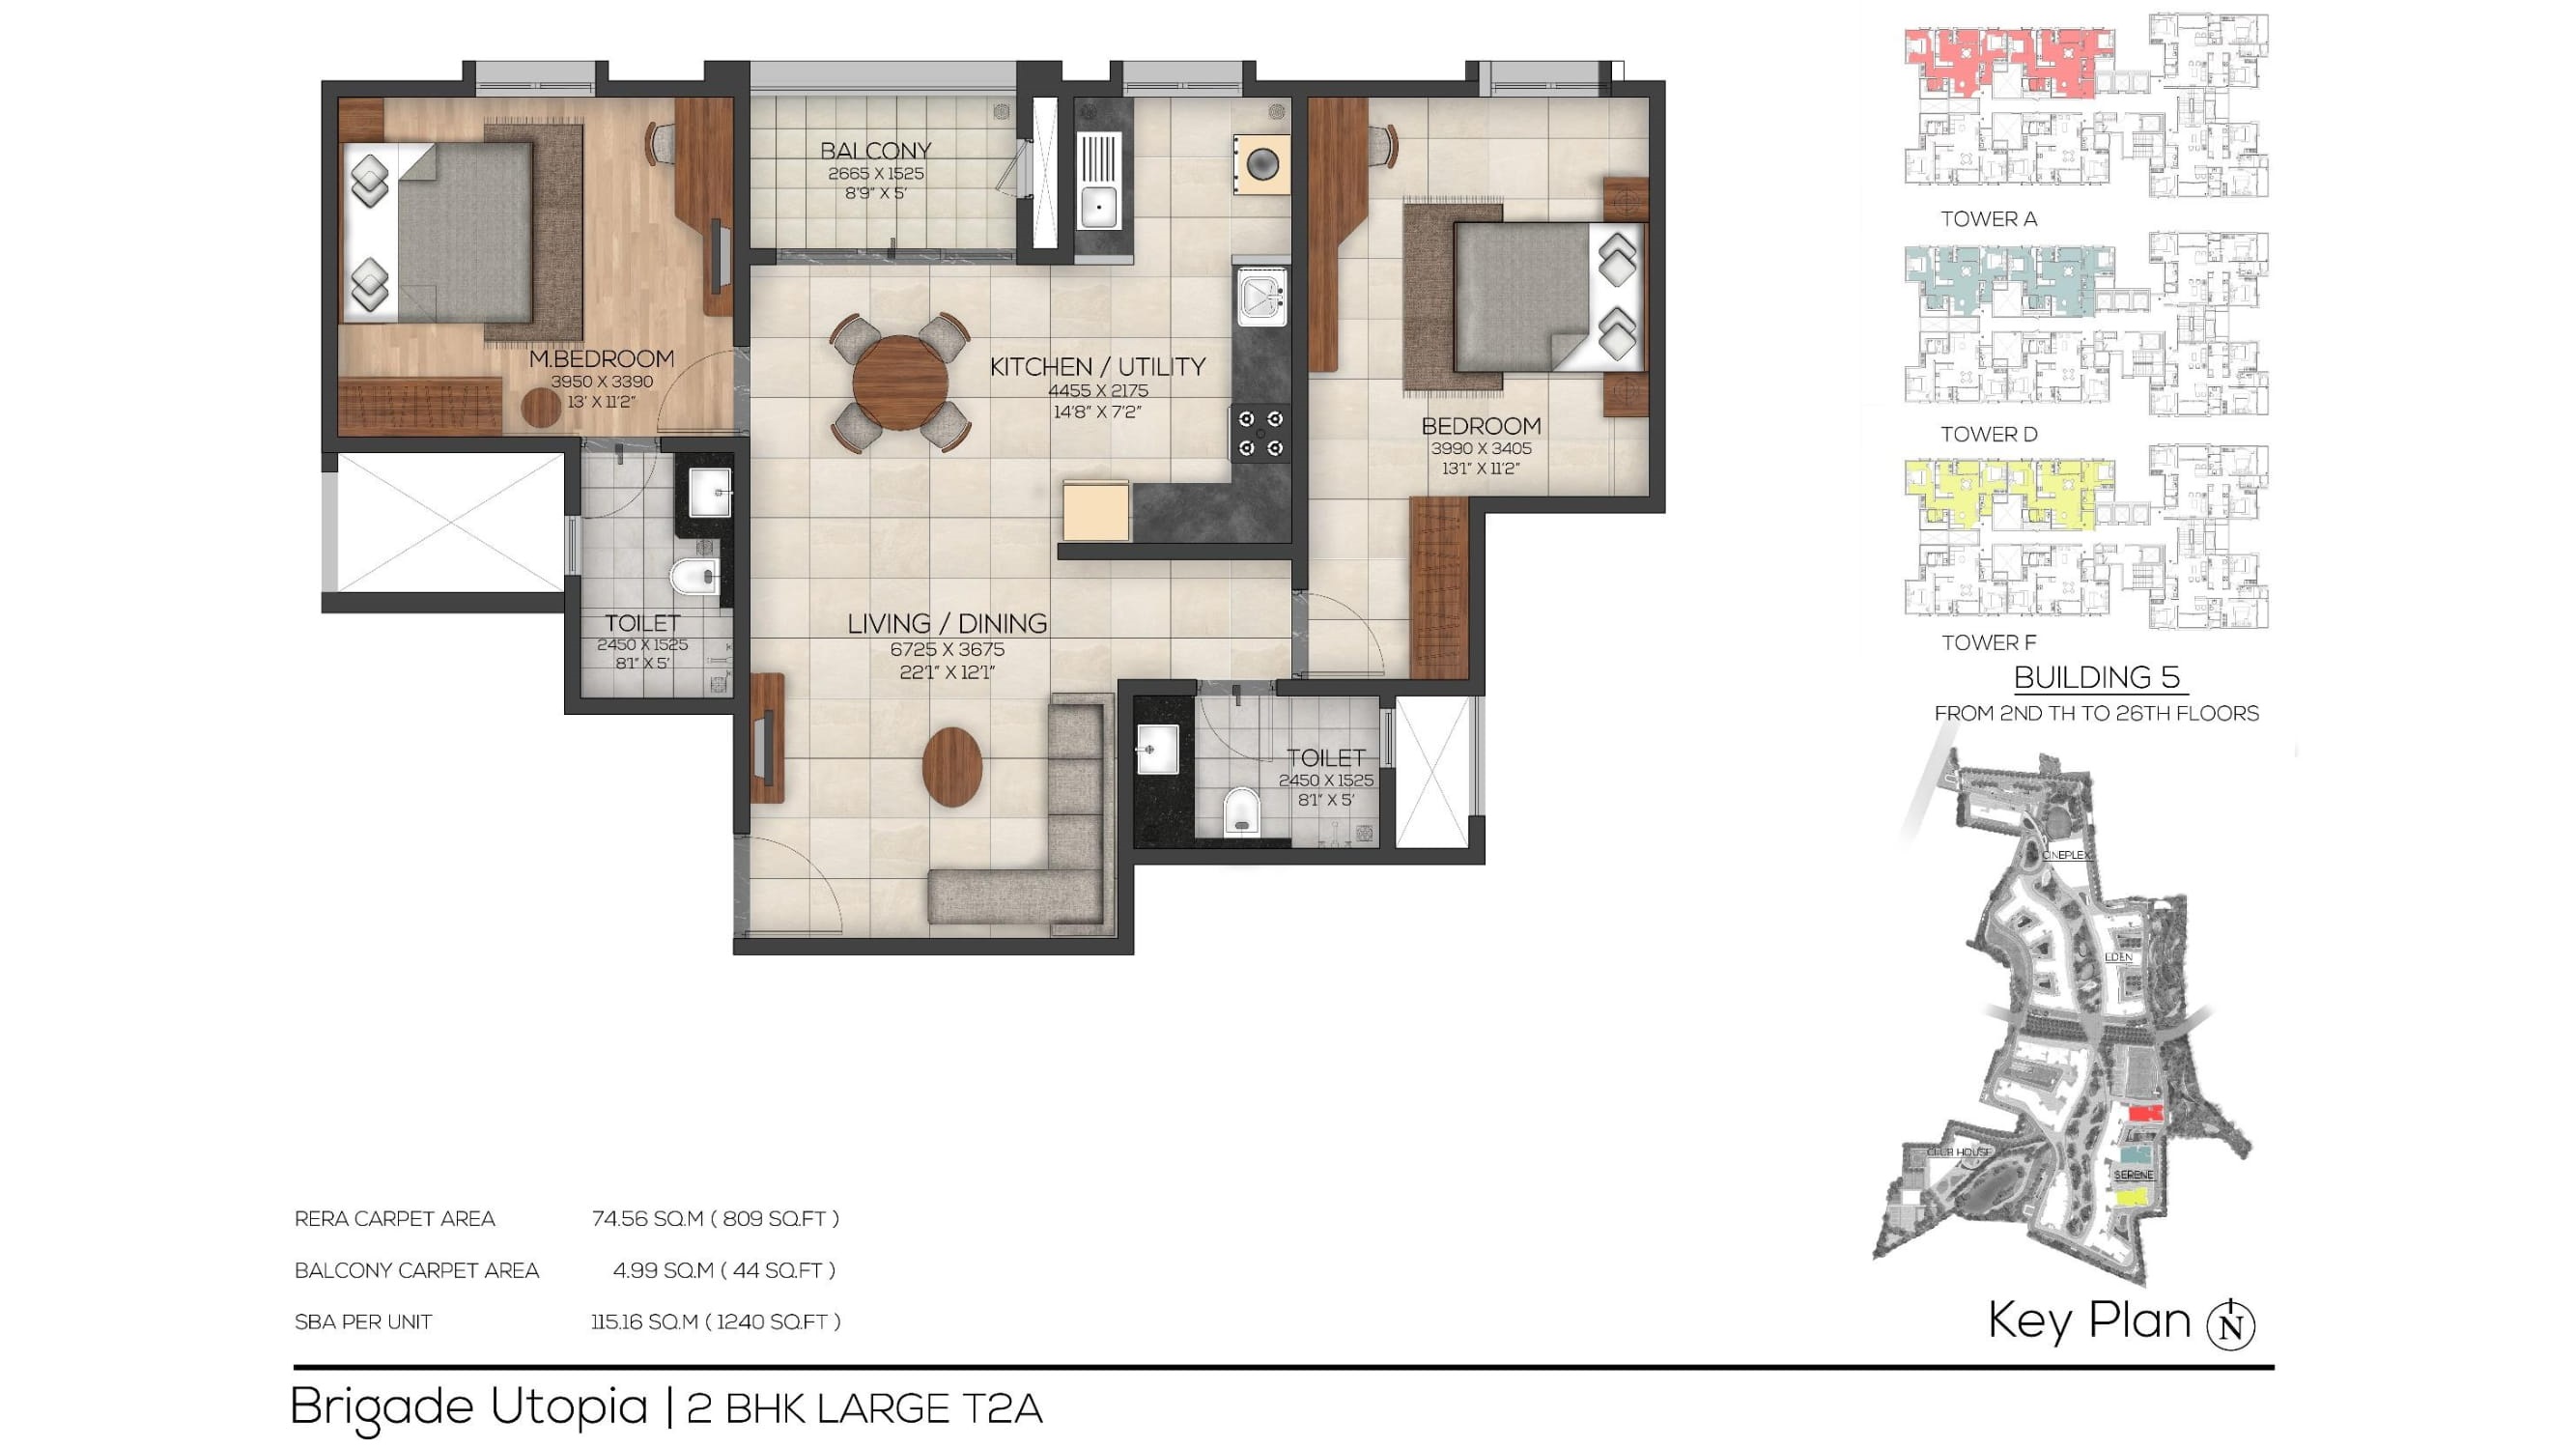 BALCONY
2665 X 1525
8'9" X 5'
M.BEDROOM
3950 X 3390
13' X 11'2"
KITCHEN / UTILITY
4455 X 2175
14'8" X 7'2"
BEDROOM
3990 X 3405
13'1" X 11'2"
TOILET
2450 X 1525
8'1" X 5'
LIVING / DINING
6725 X 3675
22'1" X 12'1"
TOILET
2450 X 1525
8'1" X 5'
TOWER A
TOWER D
TOWER F
BUILDING 5
FROM 2ND TH TO 26TH FLOORS
CINEPLEX
EDEN
CLUB HOUSE
SERENE
Key Plan N
RERA CARPET AREA 74.56 SQ.M ( 809 SQ.FT )
BALCONY CARPET AREA 4.99 SQ.M ( 44 SQ.FT )
SBA PER UNIT 115.16 SQ.M ( 1240 SQ.FT )
Brigade Utopia | 2 BHK LARGE T2A